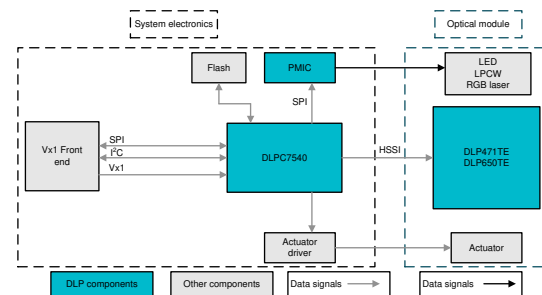 System electronics
Optical module
Flash
PMIC
LED
LPCW
RGB laser
SPI
Vx1 Front
end
SPI
I²C
Vx1
DLPC7540
HSSI
DLP471TE
DLP650TE
Actuator
driver
Actuator
DLP components
Other components
Data signals
Data signals